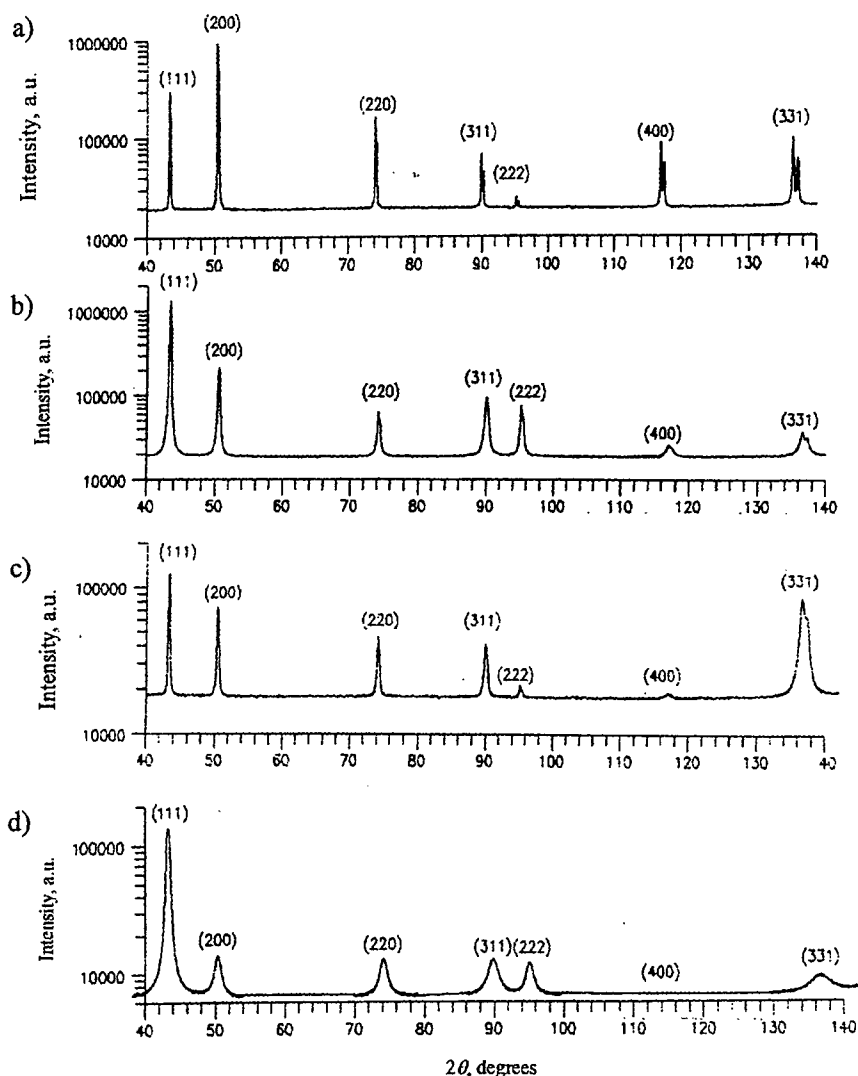 a)
Intensity, a.u.
1000000
100000
10000
(111)
(200)
(220)
(311)
(222)
(400)
(331)
40 50 60 70 80 90 100 110 120 130 140
b)
Intensity, a.u.
1000000
100000
10000
(111)
(200)
(220)
(311)
(222)
(400)
(331)
40 50 60 70 80 90 100 110 120 130 140
c)
Intensity, a.u.
100000
10000
(111)
(200)
(220)
(311)
(222)
(400)
(331)
40 50 60 70 80 90 100 110 120 130 40
d)
Intensity, a.u.
100000
10000
(111)
(200)
(220)
(311)
(222)
(400)
(331)
40 50 60 70 80 90 100 110 120 130 140
2θ, degrees